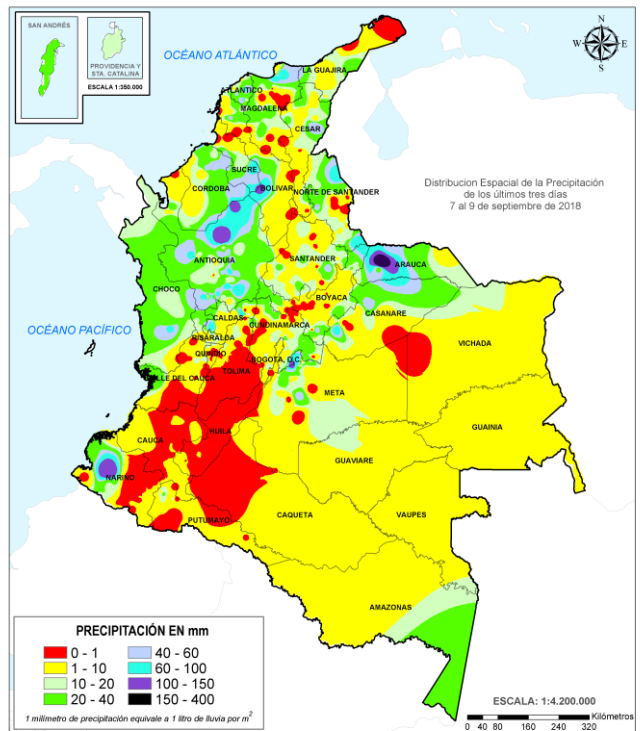 SAN ANDRÉS
PROVIDENCIA Y
STA. CATALINA
ESCALA 1:350.000
N
W
E
S
OCÉANO ATLÁNTICO
LA GUAJIRA
ATLANTICO
MAGDALENA
CESAR
SUCRE
CORDOBA
BOLIVAR
NORTE DE SANTANDER
Distribucion Espacial de la Precipitación
de los últimos tres días
7 al 9 de septiembre de 2018
ANTIOQUIA
SANTANDER
ARAUCA
CHOCO
BOYACA
CASANARE
OCÉANO PACÍFICO
CALDAS
CUNDINAMARCA
RISARALDA
VICHADA
QUINDIO
BOGOTA, D.C.
TOLIMA
VALLE DEL CAUCA
META
CAUCA
HUILA
GUAINIA
GUAVIARE
NARIÑO
PUTUMAYO
CAQUETA
VAUPES
AMAZONAS
PRECIPITACIÓN EN mm
0 - 1
40 - 60
1 - 10
60 - 100
10 - 20
100 - 150
20 - 40
150 - 400
1 milímetro de precipitación equivale a 1 litro de lluvia por m2
ESCALA: 1:4.200.000
Kilómetros
0 40 80 160 240 320